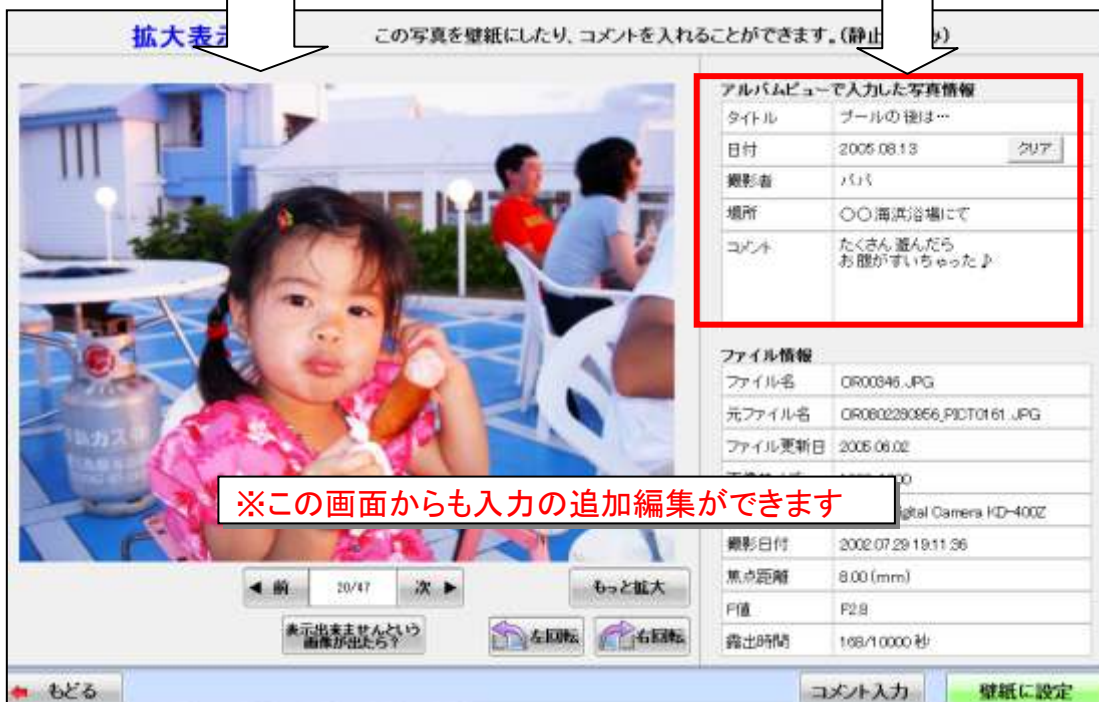 拡大表示
この写真を壁紙にしたり、コメントを入れることができます。(静止
アルバムビューで入力した写真情報
タイトル プールの後は…
日付 2005.08.13 クリア
撮影者 パパ
場所 〇〇海浜浴場にて
コメント たくさん遊んだら
お腹がすいちゃった♪
ファイル情報
ファイル名 OR00346.JPG
元ファイル名 OR0802280956_PICT0161.JPG
ファイル更新日 2005.06.02
※この画面からも入力の追加編集ができます
igital Camera KD-400Z
撮影日付 2002.07.29 19:11:36
焦点距離 8.00(mm)
F値 F2.8
露出時間 168/10000 秒
◀ 前 20/47 次 ▶ もっと拡大
表示出来ませんという
画像が出たら?
左回転 右回転
もどる コメント入力 壁紙に設定